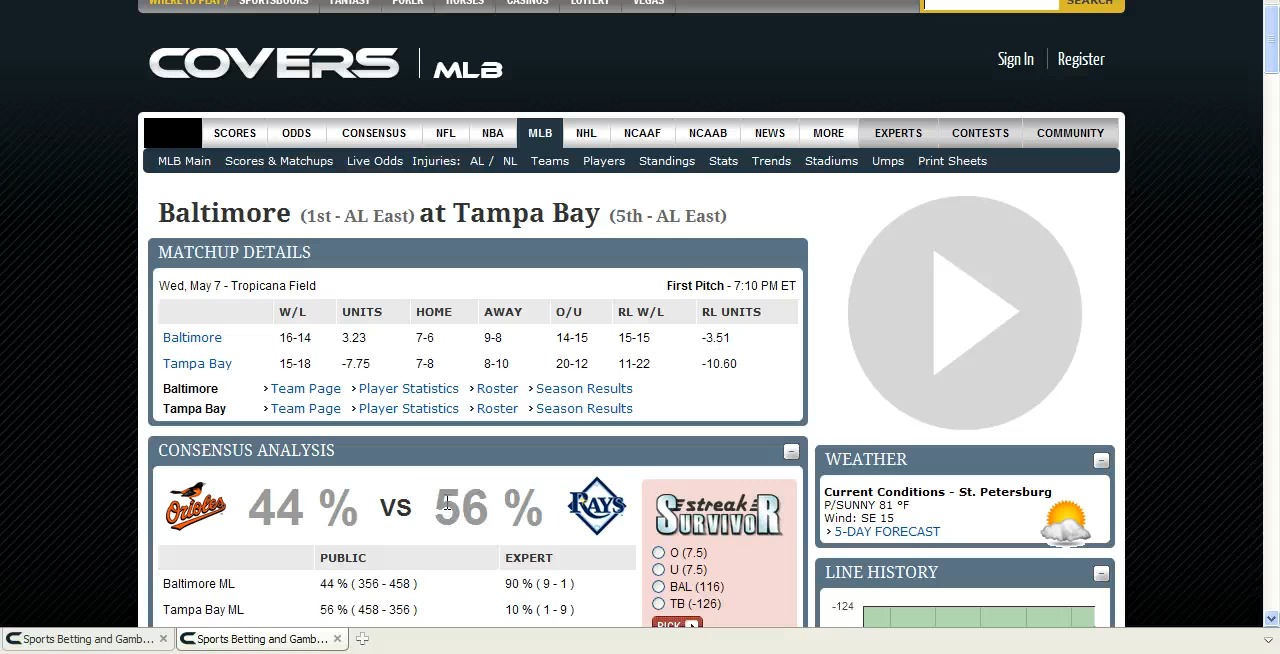 WHERE TO PLAY // SPORTSBOOKS FANTASY POKER HORSES CASINOS LOTTERY VEGAS SEARCH
COVERS MLB
Sign In Register
SCORES ODDS CONSENSUS NFL NBA MLB NHL NCAAF NCAAB NEWS MORE EXPERTS CONTESTS COMMUNITY
MLB Main Scores & Matchups Live Odds Injuries: AL / NL Teams Players Standings Stats Trends Stadiums Umps Print Sheets
Baltimore (1st - AL East) at Tampa Bay (5th - AL East)
MATCHUP DETAILS
Wed, May 7 - Tropicana Field First Pitch - 7:10 PM ET
W/L UNITS HOME AWAY O/U RL W/L RL UNITS
Baltimore 16-14 3.23 7-6 9-8 14-15 15-15 -3.51
Tampa Bay 15-18 -7.75 7-8 8-10 20-12 11-22 -10.60
Baltimore › Team Page › Player Statistics › Roster › Season Results
Tampa Bay › Team Page › Player Statistics › Roster › Season Results
CONSENSUS ANALYSIS
Orioles 44 % VS 56 % RAYS
PUBLIC EXPERT
Baltimore ML 44 % ( 356 - 458 ) 90 % ( 9 - 1 )
Tampa Bay ML 56 % ( 458 - 356 ) 10 % ( 1 - 9 )
Streak
SURVIVOR
O (7.5)
U (7.5)
BAL (116)
TB (-126)
PICK
WEATHER
Current Conditions - St. Petersburg
P/SUNNY 81 °F
Wind: SE 15
› 5-DAY FORECAST
LINE HISTORY
-124
Sports Betting and Gamb... Sports Betting and Gamb...